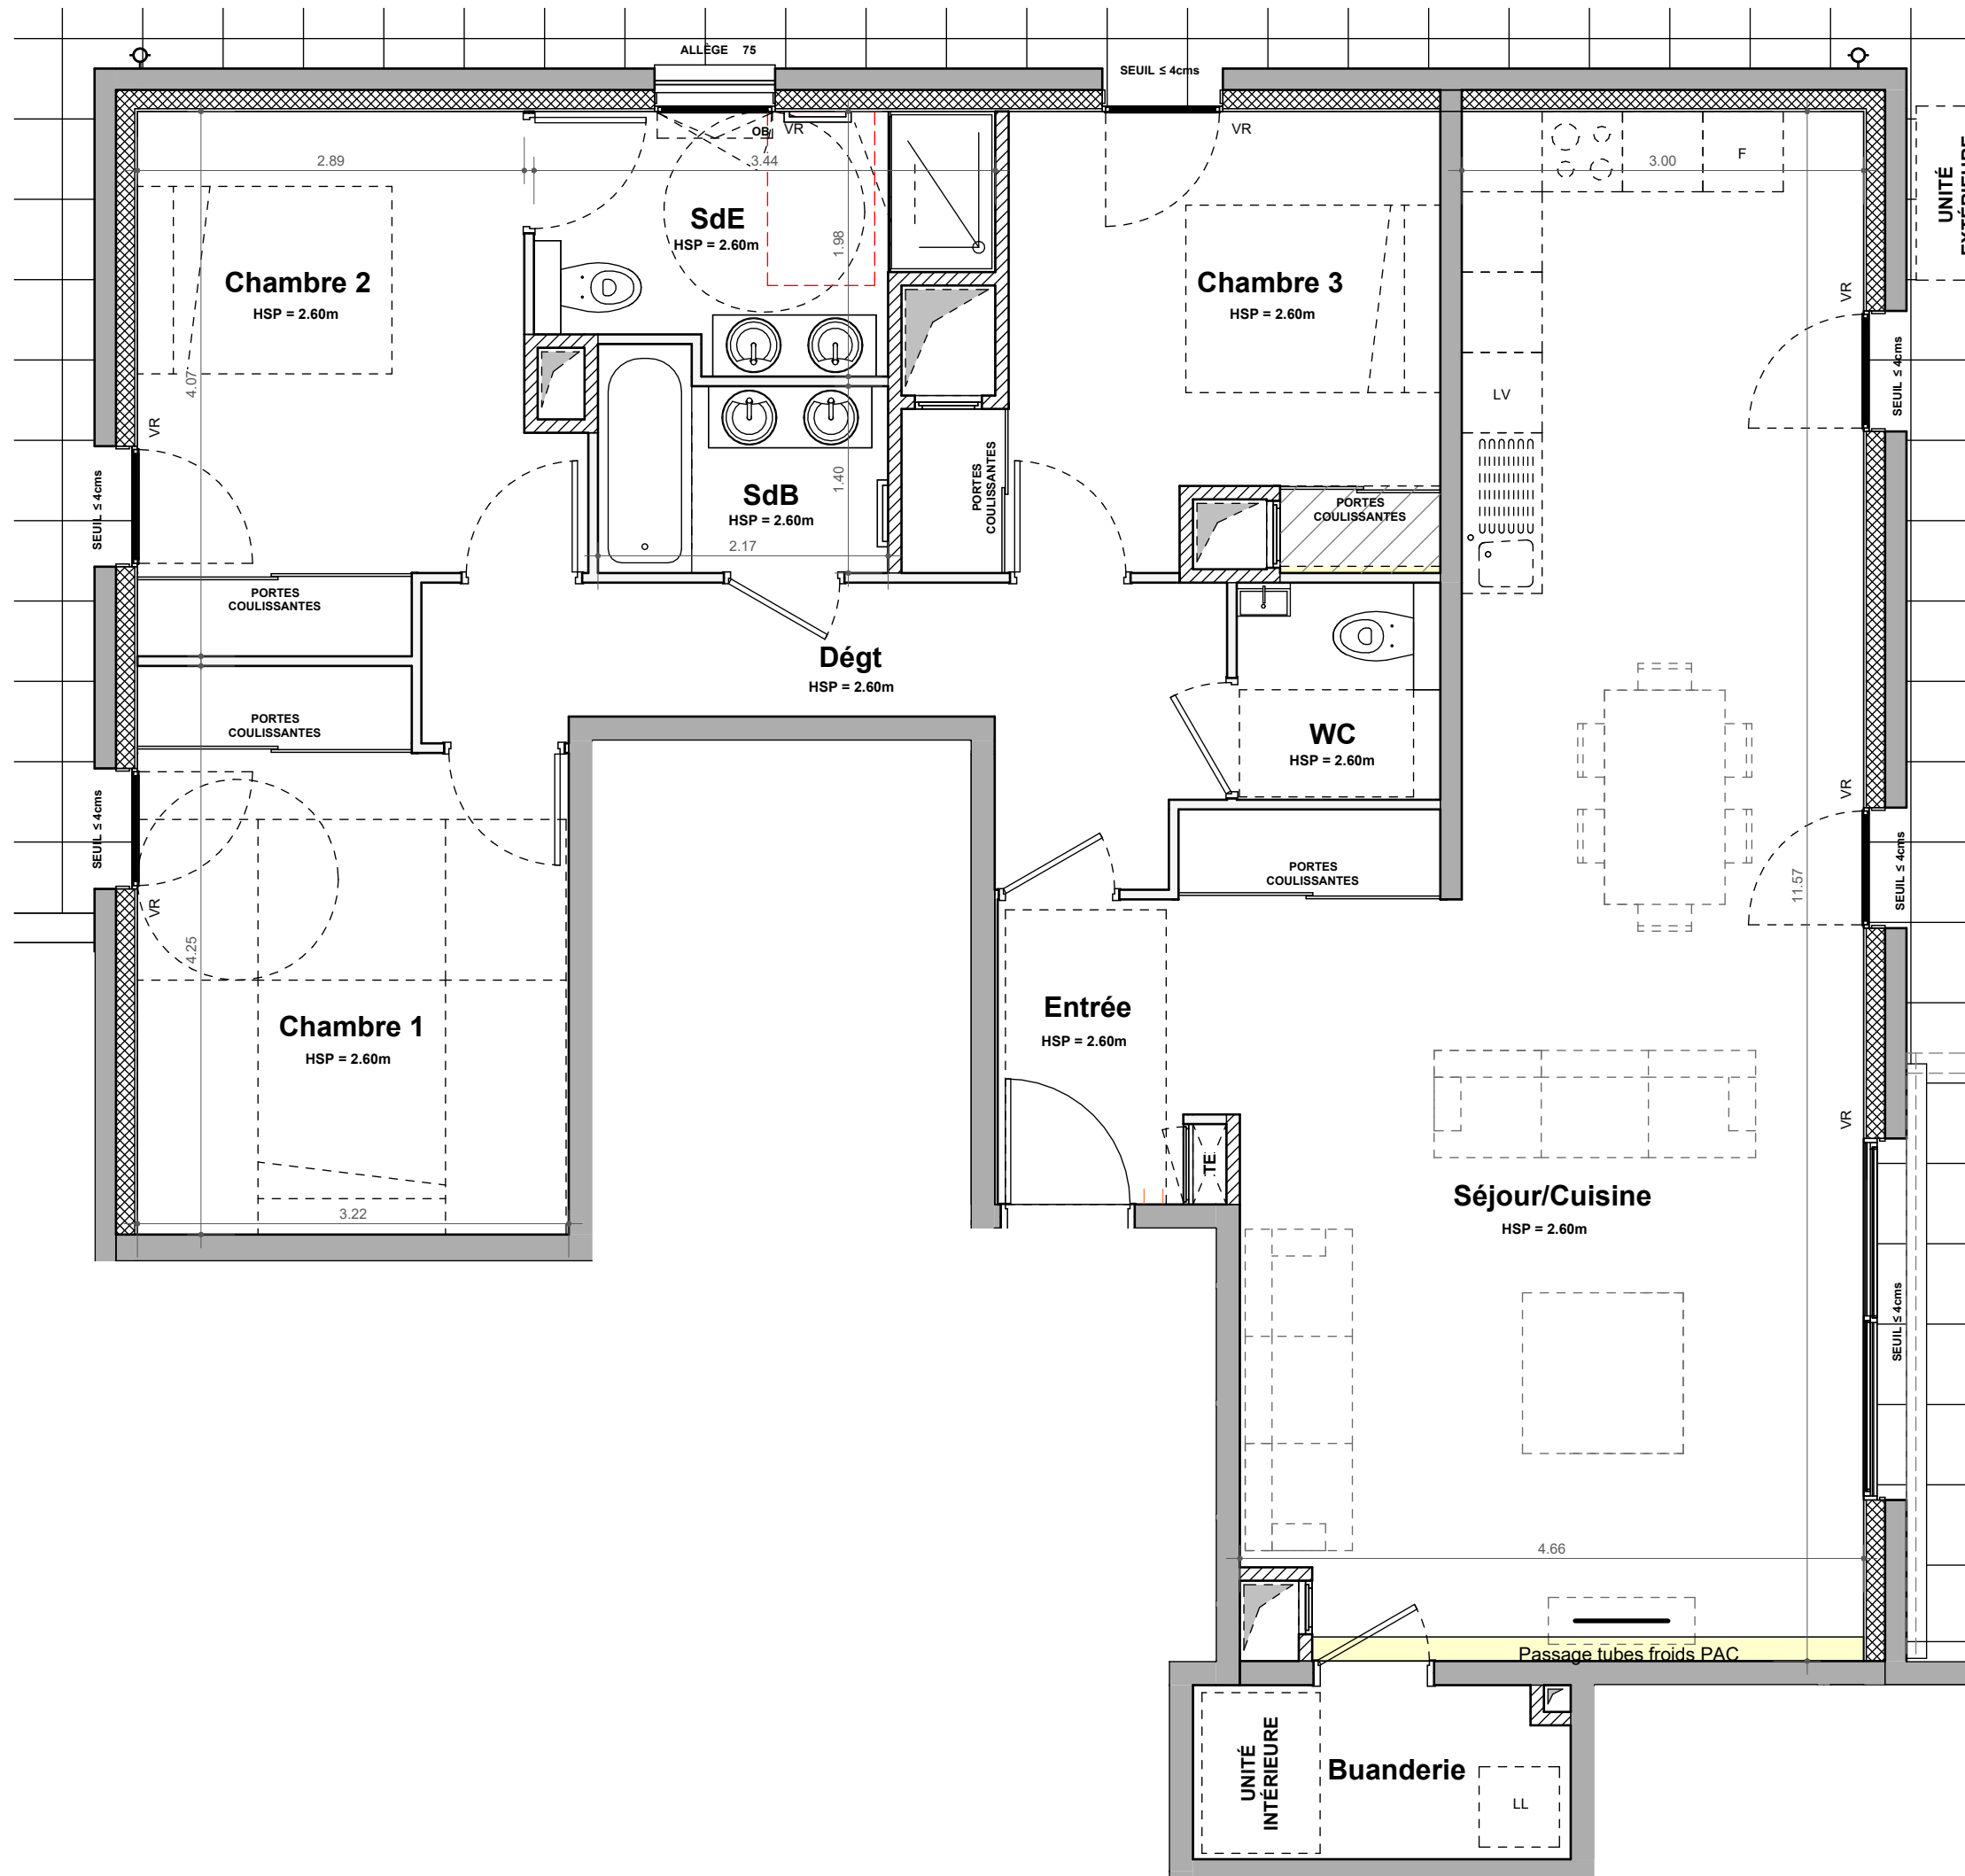 ALLÈGE 75
SEUIL ≤ 4cms
OB
VR
VR
2.89
3.44
3.00
F
UNITÉ
EXTÉRIEURE
SdE
HSP = 2.60m
1.98
Chambre 2
HSP = 2.60m
Chambre 3
HSP = 2.60m
VR
4.07
LV
SEUIL ≤ 4cms
VR
SEUIL ≤ 4cms
SdB
HSP = 2.60m
1.40
2.17
PORTES
COULISSANTES
PORTES
COULISSANTES
PORTES
COULISSANTES
Dégt
HSP = 2.60m
PORTES
COULISSANTES
WC
HSP = 2.60m
VR
SEUIL ≤ 4cms
VR
SEUIL ≤ 4cms
PORTES
COULISSANTES
11.57
4.25
Chambre 1
HSP = 2.60m
Entrée
HSP = 2.60m
VR
TE
3.22
Séjour/Cuisine
HSP = 2.60m
SEUIL ≤ 4cms
4.66
Passage tubes froids PAC
UNITÉ
INTÉRIEURE
Buanderie
LL